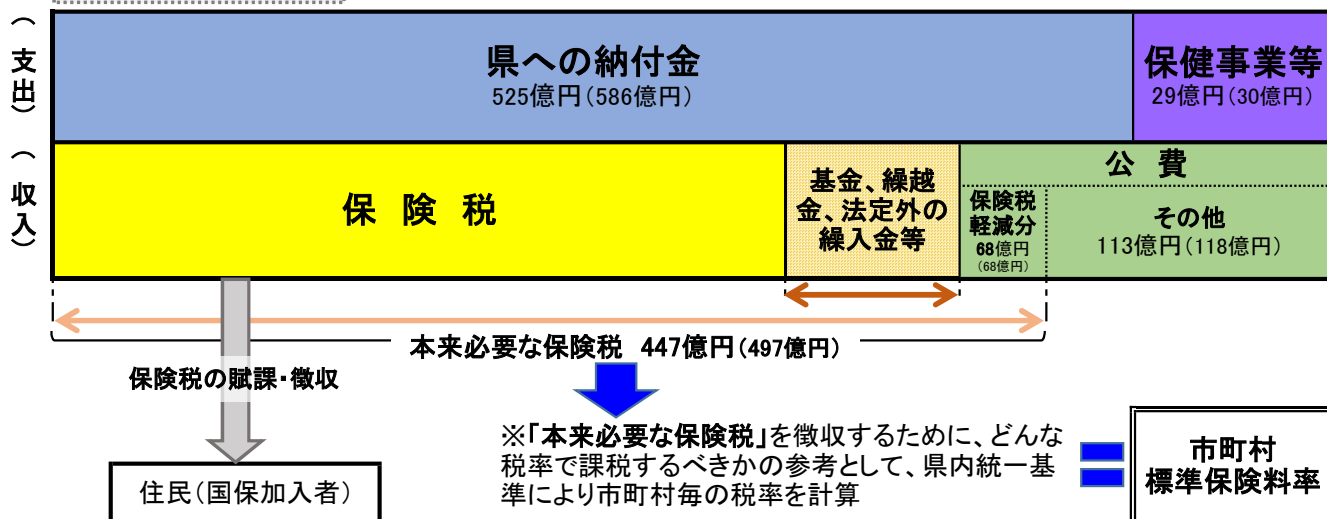 （支出）
県への納付金
525億円（586億円）
保健事業等
29億円（30億円）
（収入）
保　険　税
基金、繰越
金、法定外の
繰入金等
公　費
保険税
軽減分
68億円
（68億円）
その他
113億円（118億円）
本来必要な保険税　447億円（497億円）
保険税の賦課・徴収
住民（国保加入者）
※「本来必要な保険税」を徴収するために、どんな
税率で課税するべきかの参考として、県内統一基
準により市町村毎の税率を計算
市町村
標準保険料率